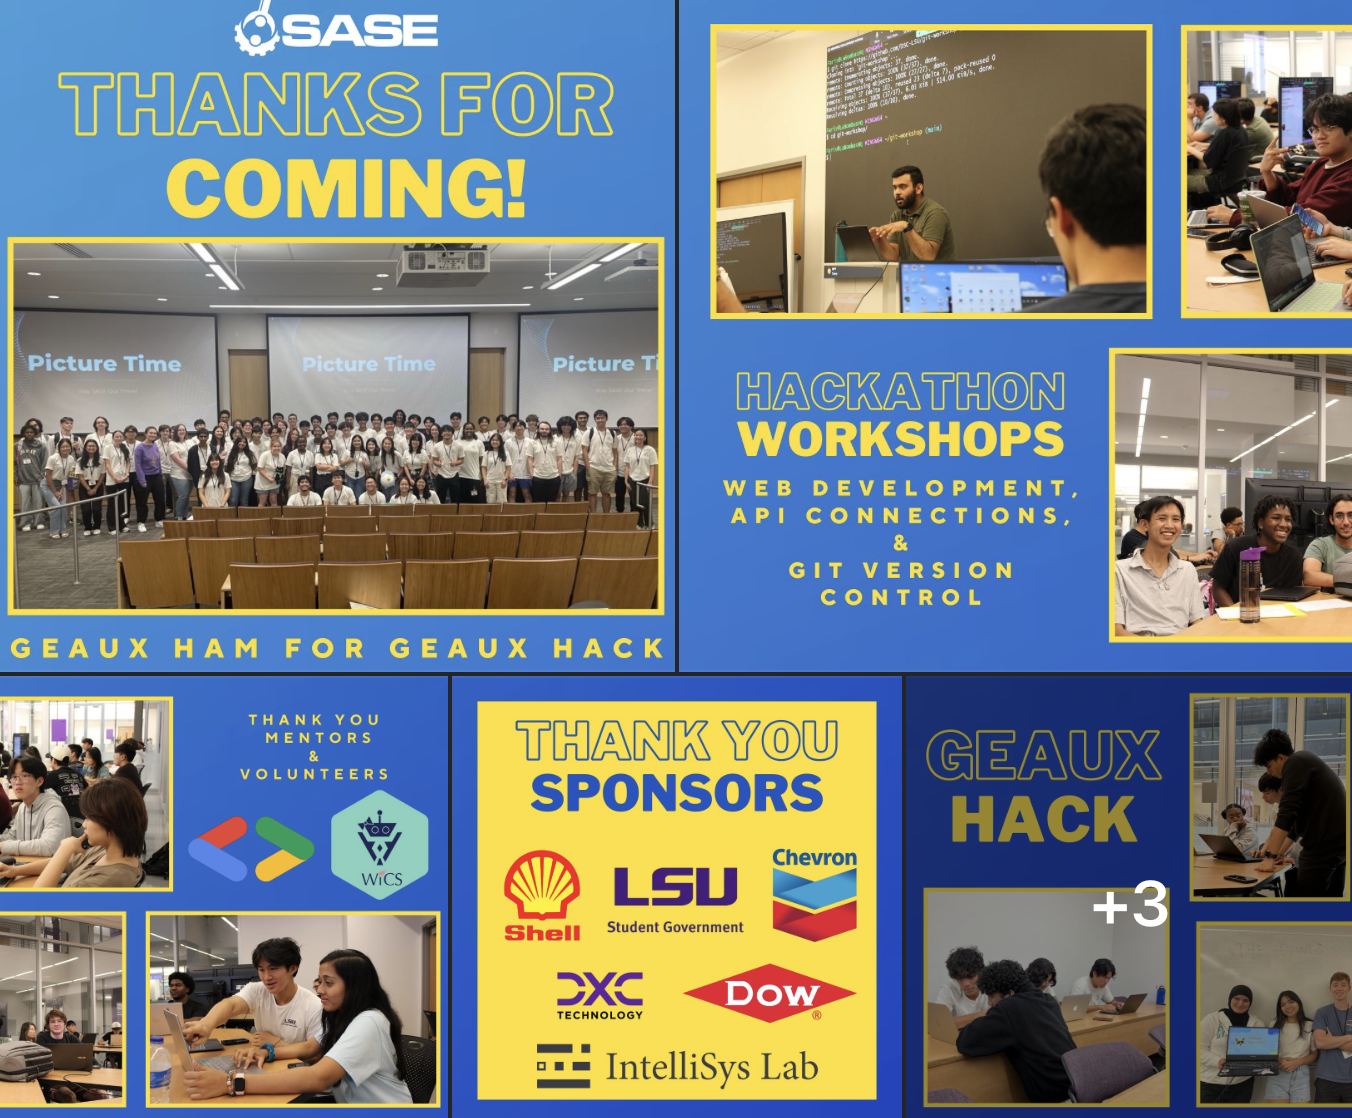 SASE
THANKS FOR
COMING!
Picture Time
Picture Time
Picture Ti
GEAUX HAM FOR GEAUX HACK
HACKATHON
WORKSHOPS
WEB DEVELOPMENT,
API CONNECTIONS,
&
GIT VERSION
CONTROL
THANK YOU
MENTORS
&
VOLUNTEERS
WiCS
THANK YOU
SPONSORS
Shell
LSU
Student Government
Chevron
DXC
TECHNOLOGY
DOW
®
IntelliSys Lab
GEAUX
HACK
+3